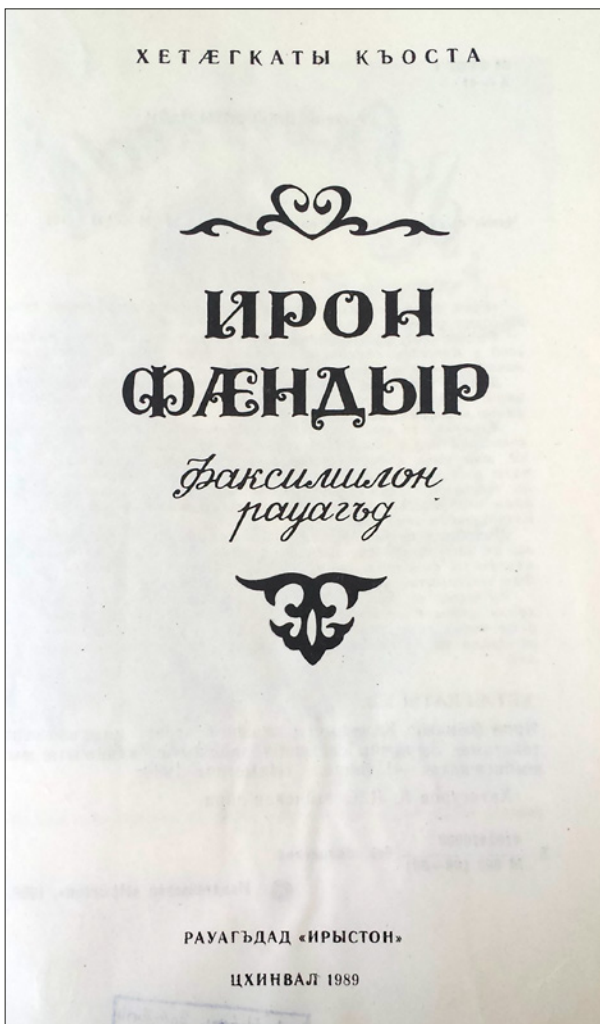 ХЕТÆГКАТЫ КЪОСТА
ИРОН
ФÆНДЫР
Факсимилон
рауагъд
РАУАГЪДАД «ИРЫСТОН»
ЦХИНВАЛ 1989